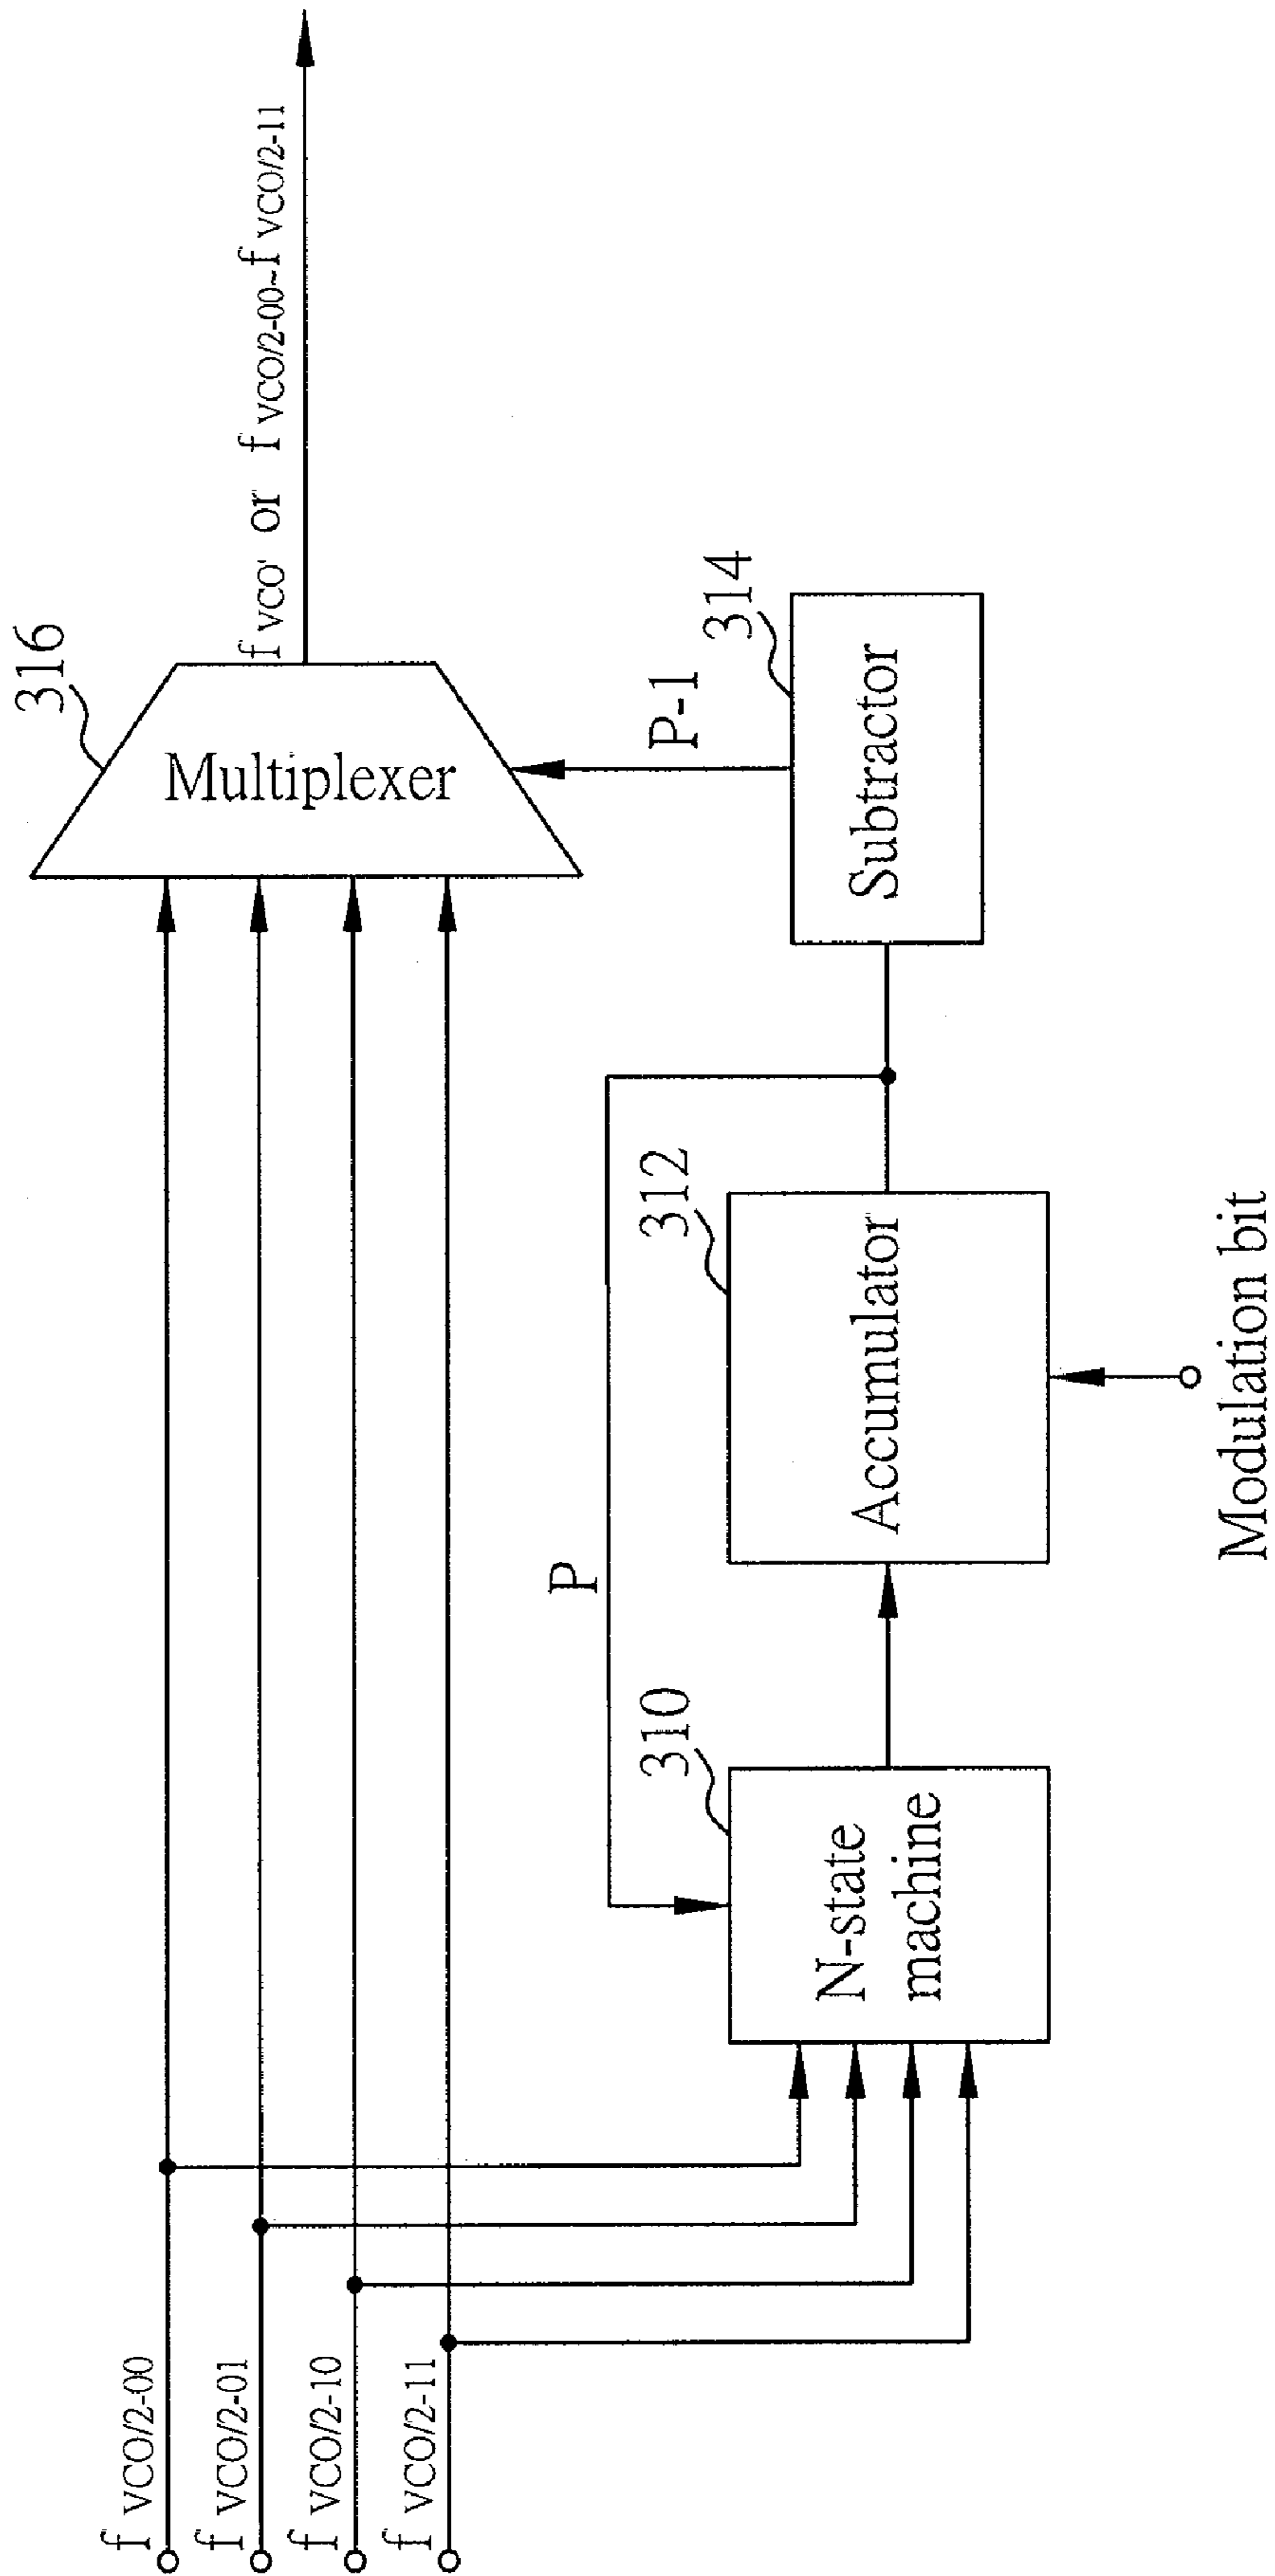 f VCO/2-00
f VCO/2-01
f VCO/2-10
f VCO/2-11
316
Multiplexer
f VCO' or f VCO/2-00~f VCO/2-11
P
P-1
310
N-state
machine
312
Accumulator
314
Subtractor
Modulation bit